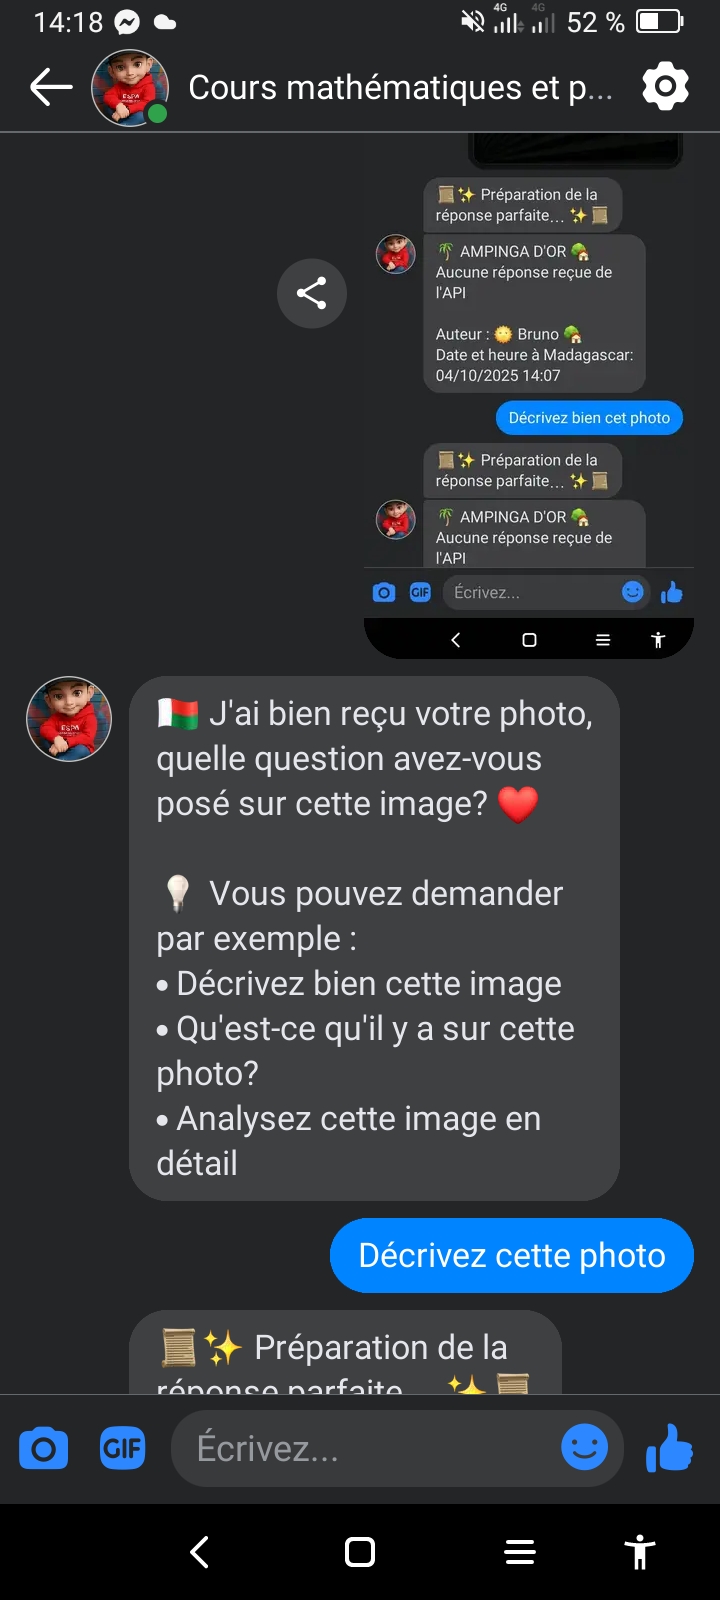 14:18
4G 4G 52 %
Cours mathématiques et p...
📜✨ Préparation de la
réponse parfaite... ✨📜
🌴 AMPINGA D'OR 🏡
Aucune réponse reçue de
l'API
Auteur : 🌞 Bruno 🏡
Date et heure à Madagascar:
04/10/2025 14:07
Décrivez bien cet photo
📜✨ Préparation de la
réponse parfaite... ✨📜
🌴 AMPINGA D'OR 🏡
Aucune réponse reçue de
l'API
GIF Écrivez...
🇲🇬 J'ai bien reçu votre photo,
quelle question avez-vous
posé sur cette image? ❤️
💡 Vous pouvez demander
par exemple :
• Décrivez bien cette image
• Qu'est-ce qu'il y a sur cette
photo?
• Analysez cette image en
détail
Décrivez cette photo
📜✨ Préparation de la
réponse parfaite... ✨📜
GIF Écrivez...